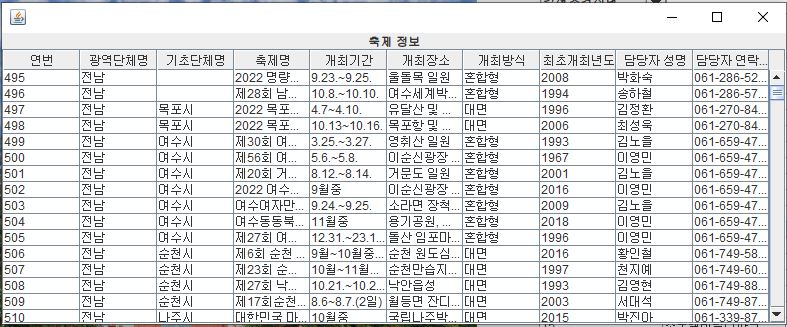 축제 정보
연번 광역단체명 기초단체명 축제명 개최기간 개최장소 개최방식 최초개최년도 담당자 성명 담당자 연락...
495 전남 2022 명량... 9.23.~9.25. 울돌목 일원 혼합형 2008 박화숙 061-286-52...
496 전남 제28회 남... 10.8.~10.10. 여수세계박... 혼합형 1994 송하철 061-286-57...
497 전남 목포시 2022 목포... 4.7~4.10. 유달산 및 ... 대면 1996 김정환 061-270-84...
498 전남 목포시 2022 목포... 10.13~10.16. 목포항 및 ... 대면 2006 최성욱 061-270-84...
499 전남 여수시 제30회 여... 3.25.~3.27. 영취산 일원 혼합형 1993 김노을 061-659-47...
500 전남 여수시 제56회 여... 5.6.~5.8. 이순신광장 ... 혼합형 1967 이영민 061-659-47...
501 전남 여수시 제20회 거... 8.12.~8.14. 거문도 일원 혼합형 2001 김노을 061-659-47...
502 전남 여수시 2022 여수... 9월중 이순신광장 ... 혼합형 2016 이영민 061-659-47...
503 전남 여수시 여수여자만... 9.24.~9.25. 소라면 장척... 혼합형 2009 김노을 061-659-47...
504 전남 여수시 여수동동북... 11월중 용기공원, ... 혼합형 2018 이영민 061-659-47...
505 전남 여수시 제27회 여... 12.31.~23.1... 돌산 임포마... 혼합형 1996 이영민 061-659-47...
506 전남 순천시 제6회 순천 ... 9월~10월중 순천 원도심... 대면 2016 황인철 061-749-58...
507 전남 순천시 제23회 순... 10월~11월... 순천만습지... 대면 1997 천지예 061-749-60...
508 전남 순천시 제27회 낙... 10.21.~10.2... 낙안읍성 대면 1994 김영현 061-749-88...
509 전남 순천시 제17회순천... 8.6~8.7.(2일) 월등면 잔디... 대면 2003 서대석 061-749-87...
510 전남 나주시 대한민국 마... 10월중 국립나주박... 대면 2015 박진아 061-339-87...